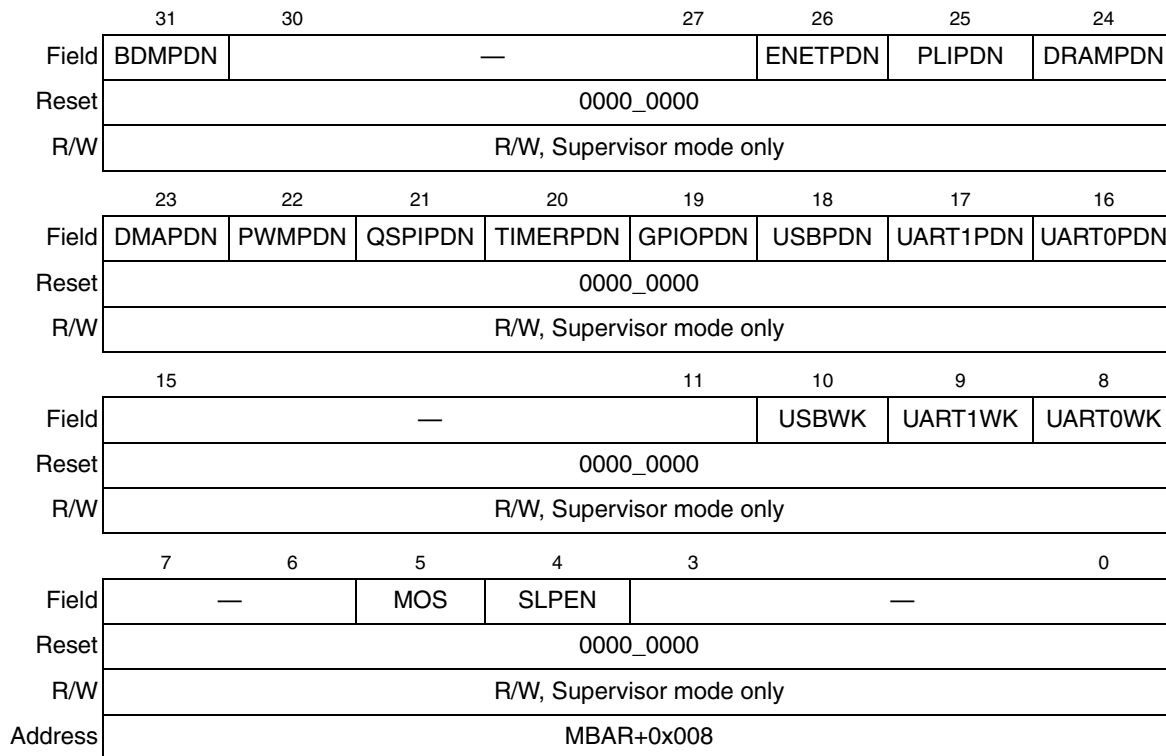 31 30 27 26 25 24
Field BDMPDN — ENETPDN PLIPDN DRAMPDN
Reset 0000_0000
R/W R/W, Supervisor mode only
23 22 21 20 19 18 17 16
Field DMAPDN PWMPDN QSPIPDN TIMERPDN GPIOPDN USBPDN UART1PDN UART0PDN
Reset 0000_0000
R/W R/W, Supervisor mode only
15 11 10 9 8
Field — USBWK UART1WK UART0WK
Reset 0000_0000
R/W R/W, Supervisor mode only
7 6 5 4 3 0
Field — MOS SLPEN —
Reset 0000_0000
R/W R/W, Supervisor mode only
Address MBAR+0x008